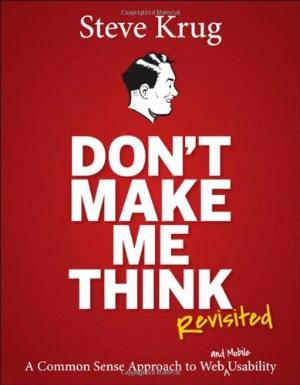 Steve Krug
DON'T
MAKE
ME
THINK
Revisited
and Mobile
A Common Sense Approach to Web Usability